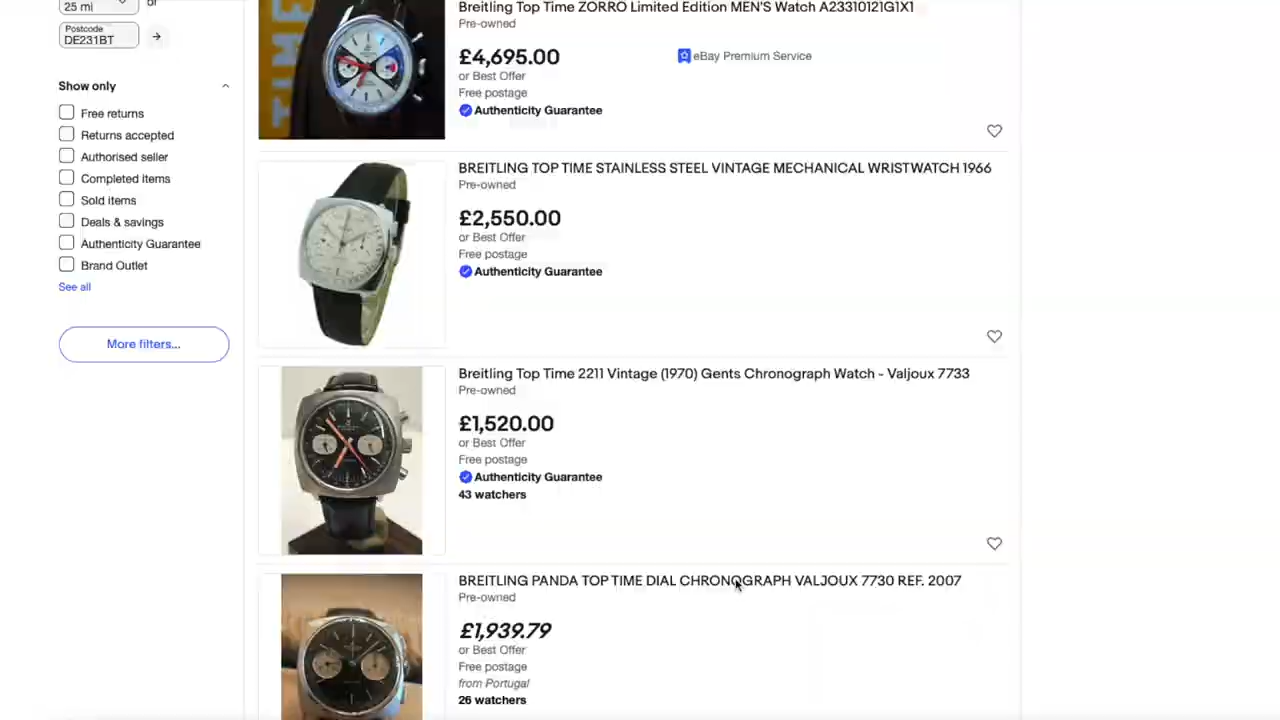 25 mi
or
Postcode
DE231BT
Show only
Free returns
Returns accepted
Authorised seller
Completed items
Sold items
Deals & savings
Authenticity Guarantee
Brand Outlet
See all
More filters...
TIME
Breitling Top Time ZORRO Limited Edition MEN'S Watch A23310121G1X1
Pre-owned
£4,695.00
or Best Offer
Free postage
Authenticity Guarantee
eBay Premium Service
BREITLING TOP TIME STAINLESS STEEL VINTAGE MECHANICAL WRISTWATCH 1966
Pre-owned
£2,550.00
or Best Offer
Free postage
Authenticity Guarantee
Breitling Top Time 2211 Vintage (1970) Gents Chronograph Watch - Valjoux 7733
Pre-owned
£1,520.00
or Best Offer
Free postage
Authenticity Guarantee
43 watchers
BREITLING PANDA TOP TIME DIAL CHRONOGRAPH VALJOUX 7730 REF. 2007
Pre-owned
£1,939.79
or Best Offer
Free postage
from Portugal
26 watchers